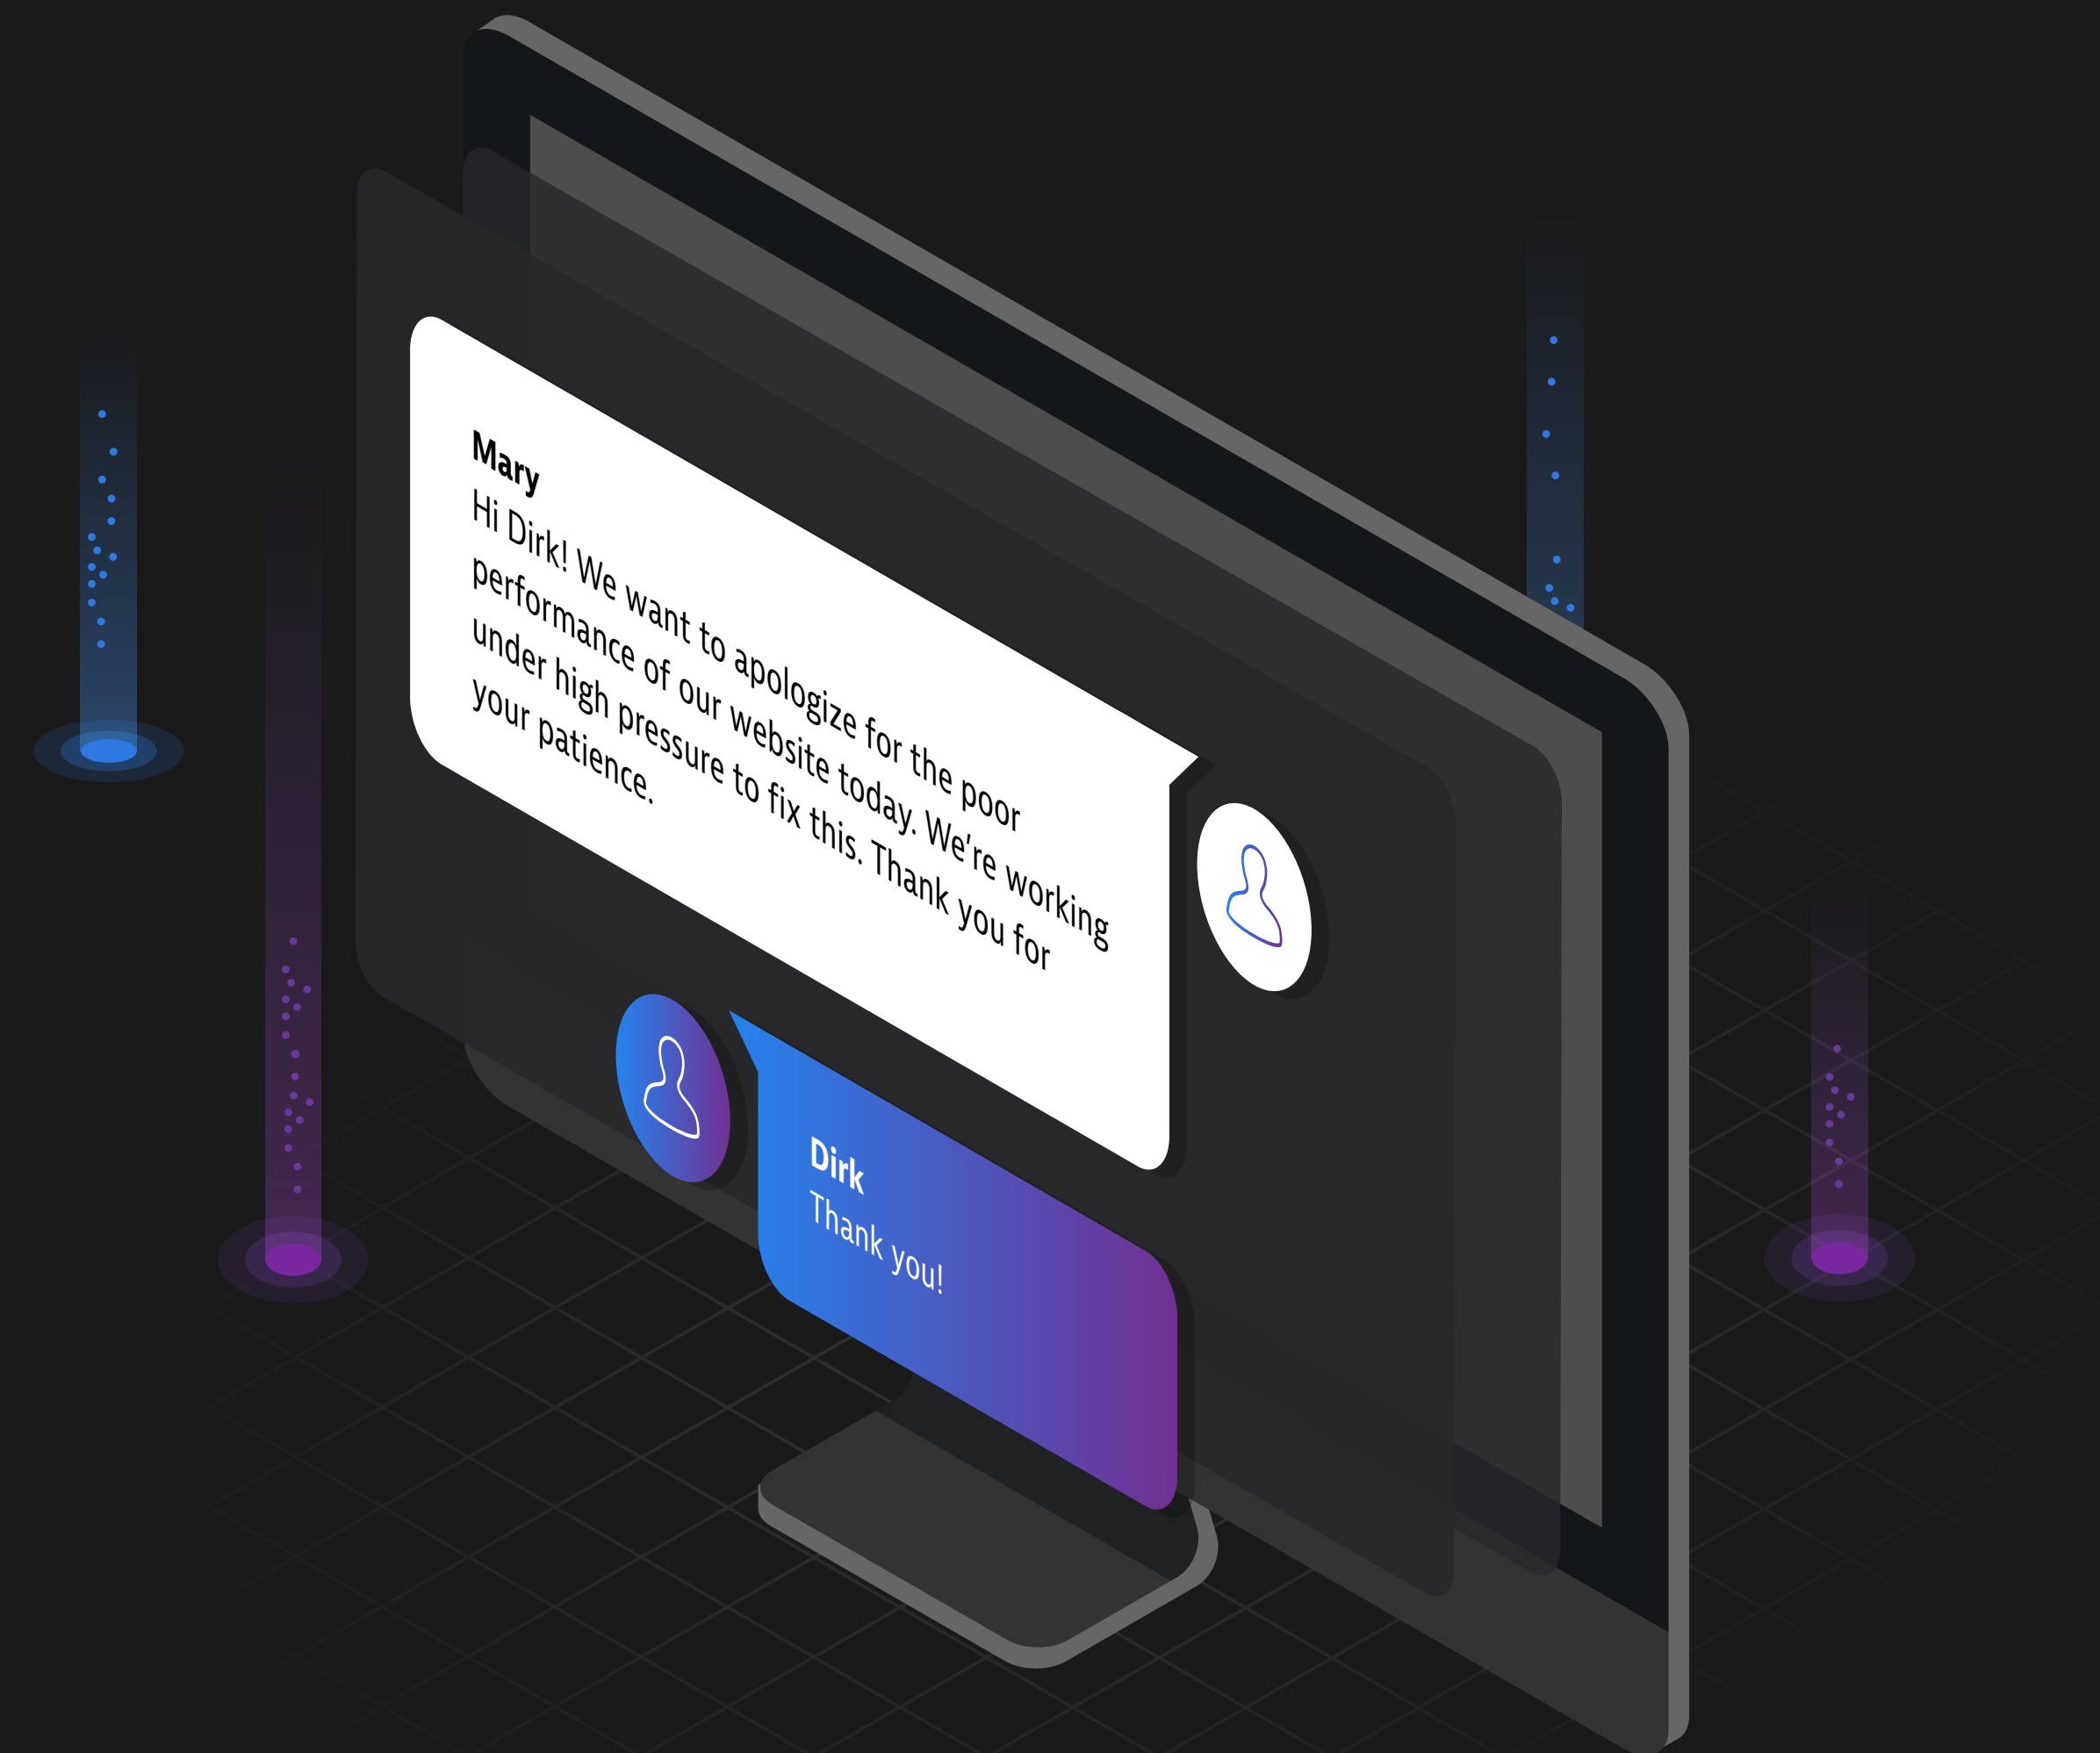 Mary
Hi Dirk! We want to apologize for the poor
performance of our website today. We're working
under high pressure to fix this. Thank you for
your patience.
Dirk
Thank you!